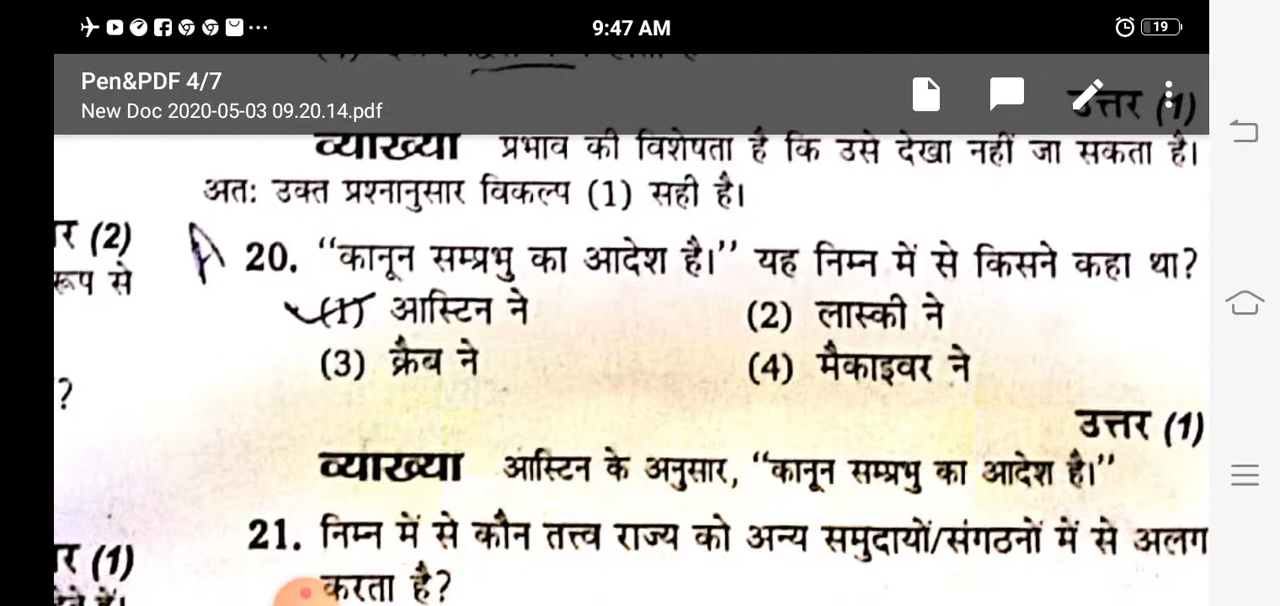 9:47 AM
19
Pen&PDF 4/7
New Doc 2020-05-03 09.20.14.pdf
उत्तर (1)
व्याख्या प्रभाव की विशेषता है कि उसे देखा नहीं जा सकता है।
अतः उक्त प्रश्नानुसार विकल्प (1) सही है।
र (2)
रूप से
20. “कानून सम्प्रभु का आदेश है।” यह निम्न में से किसने कहा था?
(1) आस्टिन ने (2) लास्की ने
(3) क्रैब ने (4) मैकाइवर ने
?
उत्तर (1)
व्याख्या आस्टिन के अनुसार, “कानून सम्प्रभु का आदेश है।”
21. निम्न में से कौन तत्त्व राज्य को अन्य समुदायों/संगठनों में से अलग
र (1)
करता है?